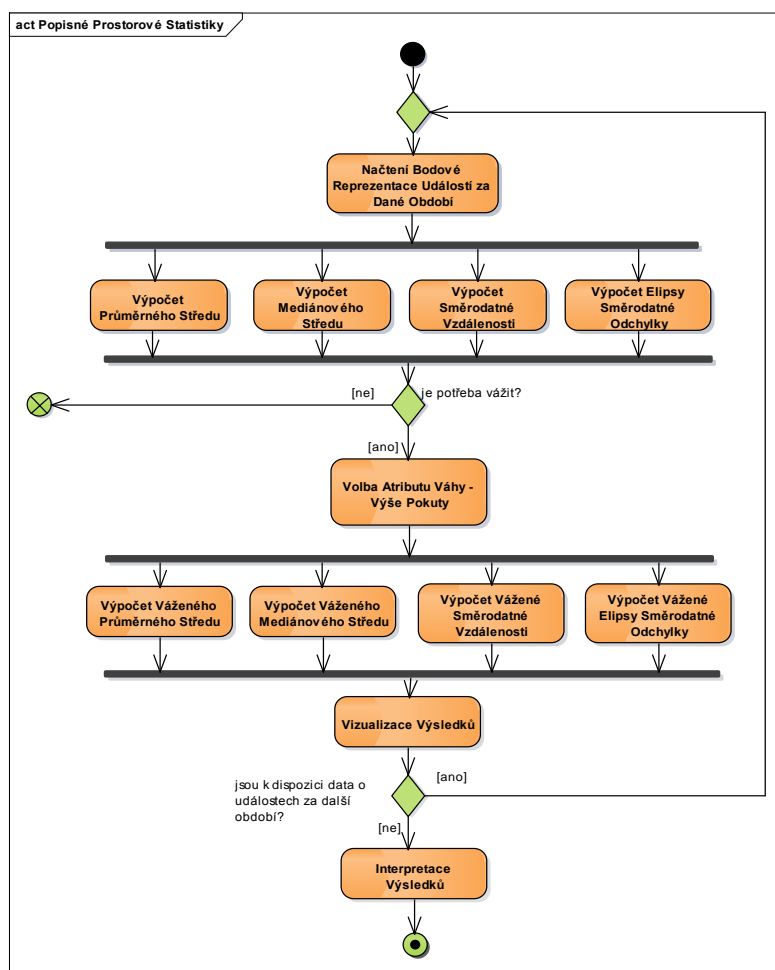 act Popisné Prostorové Statistiky
Načtení Bodové
Reprezentace Událostí za
Dané Období
Výpočet
Průměrného Středu
Výpočet
Mediánového
Středu
Výpočet
Směrodatné
Vzdálenosti
Výpočet Elipsy
Směrodatné
Odchylky
[ne]
je potřeba vážit?
[ano]
Volba Atributu Váhy -
Výše Pokuty
Výpočet Váženého
Průměrného Středu
Výpočet Váženého
Mediánového Středu
Výpočet Vážené
Směrodatné
Vzdálenosti
Výpočet Vážené
Elipsy Směrodatné
Odchylky
Vizualizace Výsledků
jsou k dispozici data o
událostech za další
období?
[ano]
[ne]
Interpretace
Výsledků